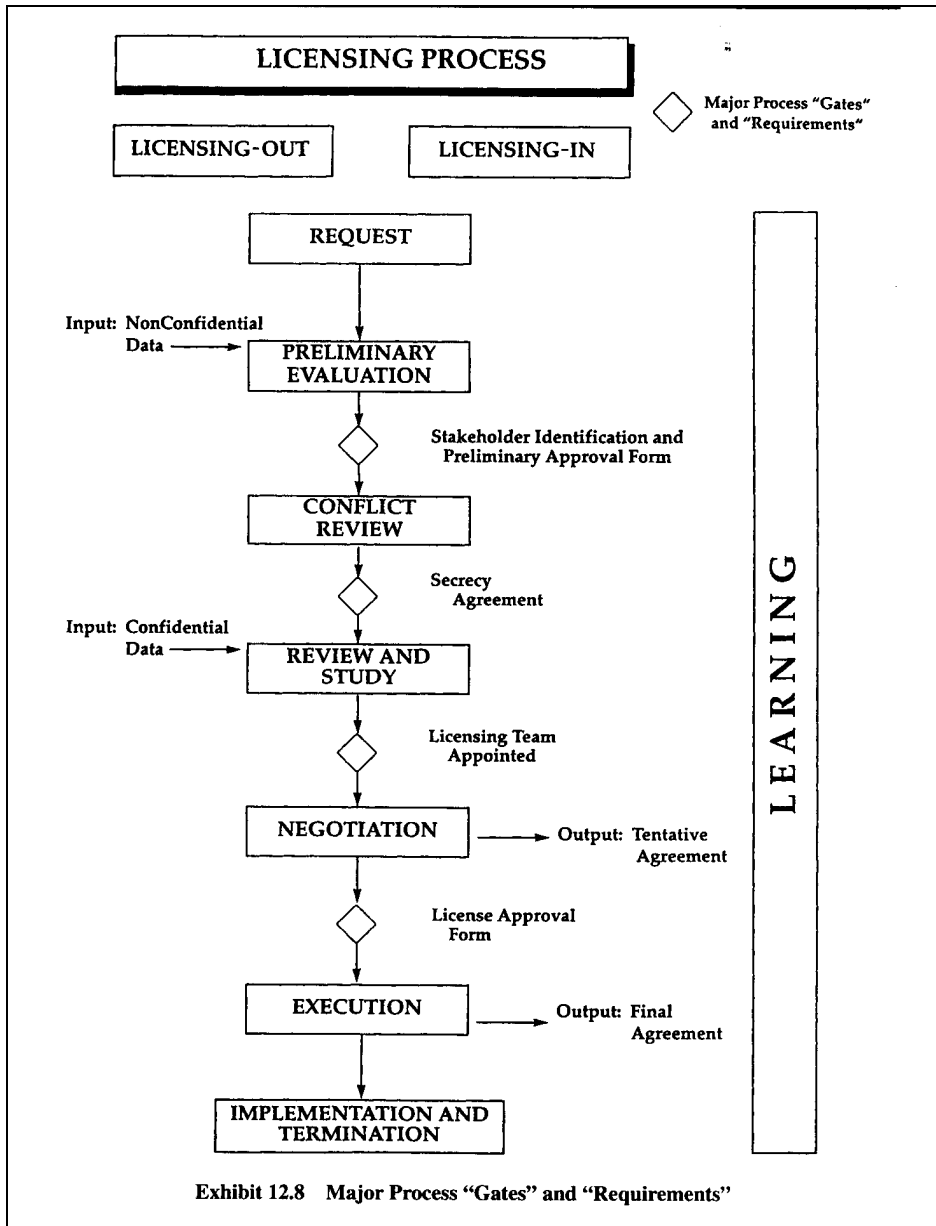 LICENSING PROCESS
Major Process "Gates"
and "Requirements"
LICENSING-OUT
LICENSING-IN
REQUEST
Input: NonConfidential
Data
PRELIMINARY
EVALUATION
Stakeholder Identification and
Preliminary Approval Form
CONFLICT
REVIEW
Secrecy
Agreement
Input: Confidential
Data
REVIEW AND
STUDY
Licensing Team
Appointed
NEGOTIATION
Output: Tentative
Agreement
License Approval
Form
EXECUTION
Output: Final
Agreement
IMPLEMENTATION AND
TERMINATION
LEARNING
Exhibit 12.8 Major Process “Gates” and “Requirements”